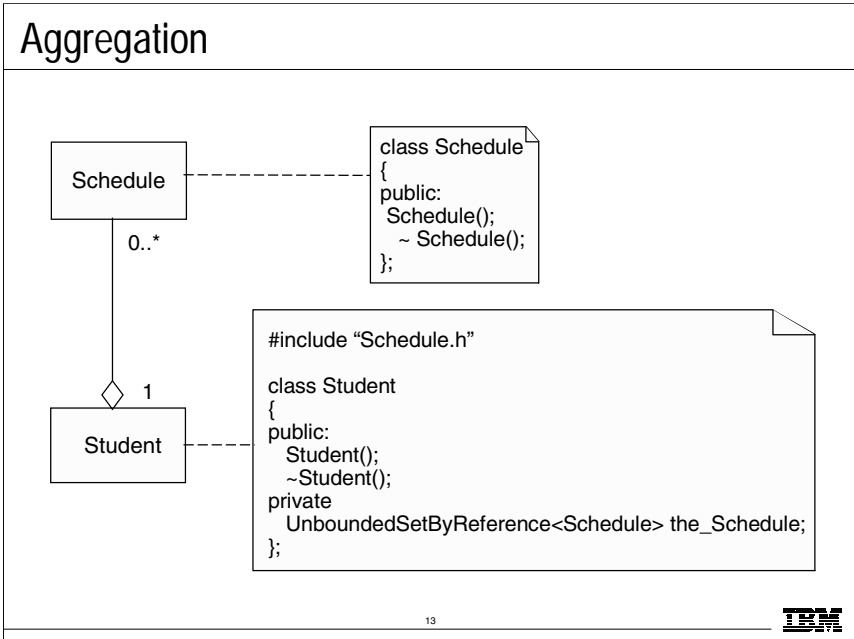 Aggregation
Schedule
class Schedule
{
public:
Schedule();
~ Schedule();
};
0..*
1
Student
#include “Schedule.h”
class Student
{
public:
Student();
~Student();
private
UnboundedSetByReference<Schedule> the_Schedule;
};
13
IBM